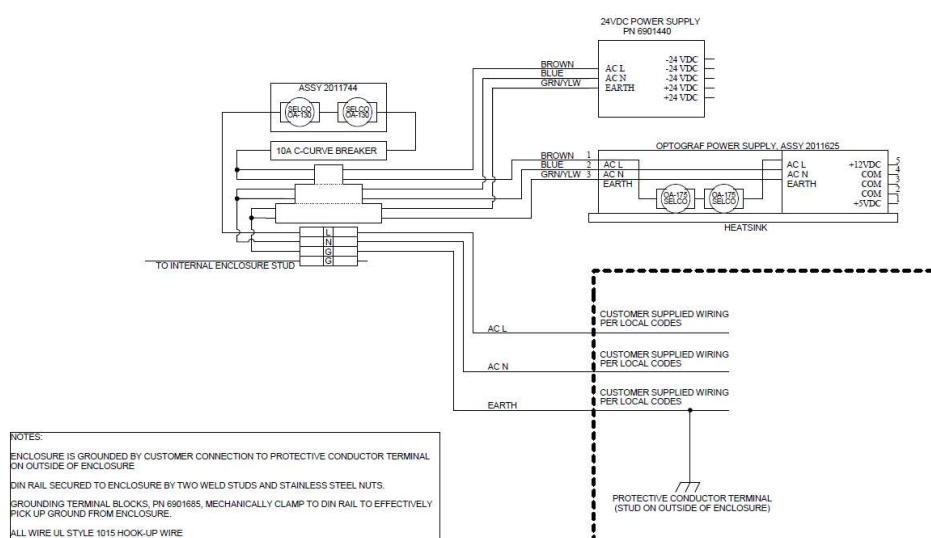 24VDC POWER SUPPLY
PN 6901440
-24 VDC
-24 VDC
-24 VDC
+24 VDC
+24 VDC
AC L
AC N
EARTH
BROWN
BLUE
GRN/YLW
ASSY 2011744
SELCO
OA-130
SELCO
OA-130
10A C-CURVE BREAKER
OPTOGRAF POWER SUPPLY, ASSY 2011625
BROWN 1
BLUE 2
GRN/YLW 3
AC L
AC N
EARTH
OA-175
SELCO
OA-175
SELCO
AC L
AC N
EARTH
+12VDC 5
COM 4
COM 3
COM 2
+5VDC 1
HEATSINK
L
N
G
G
TO INTERNAL ENCLOSURE STUD
AC L
CUSTOMER SUPPLIED WIRING
PER LOCAL CODES
AC N
CUSTOMER SUPPLIED WIRING
PER LOCAL CODES
EARTH
CUSTOMER SUPPLIED WIRING
PER LOCAL CODES
PROTECTIVE CONDUCTOR TERMINAL
(STUD ON OUTSIDE OF ENCLOSURE)
NOTES:
ENCLOSURE IS GROUNDED BY CUSTOMER CONNECTION TO PROTECTIVE CONDUCTOR TERMINAL
ON OUTSIDE OF ENCLOSURE
DIN RAIL SECURED TO ENCLOSURE BY TWO WELD STUDS AND STAINLESS STEEL NUTS.
GROUNDING TERMINAL BLOCKS, PN 6901685, MECHANICALLY CLAMP TO DIN RAIL TO EFFECTIVELY
PICK UP GROUND FROM ENCLOSURE.
ALL WIRE UL STYLE 1015 HOOK-UP WIRE